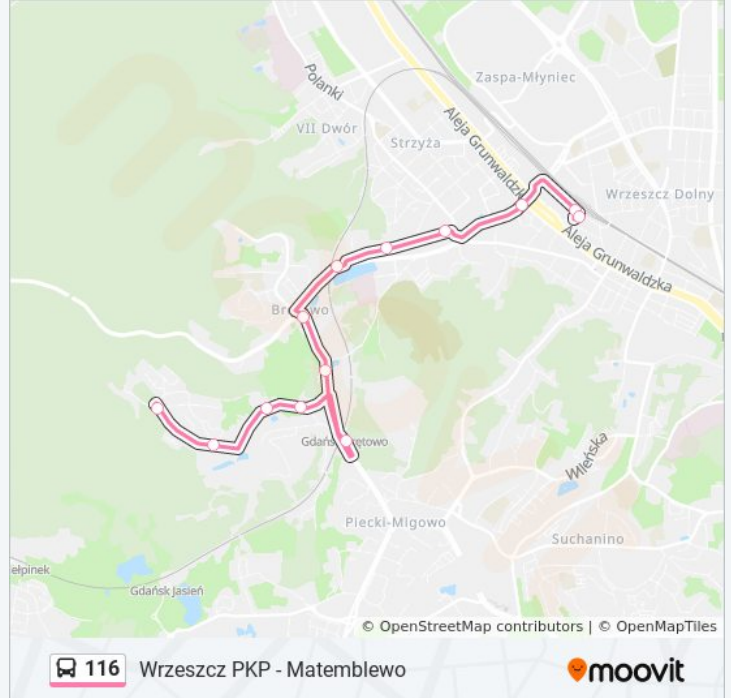 Zaspa-Młyniec
Polanki
VII Dwór
Strzyża
Aleja Grunwaldzka
Wrzeszcz Dolny
Aleja Grunwaldzka
Gdańsk
Wileńska
Piecki-Migowo
Suchanino
ełpinek
Gdańsk Jasień
© OpenStreetMap contributors | © OpenMapTiles
116 Wrzeszcz PKP - Matemblewo
moovit